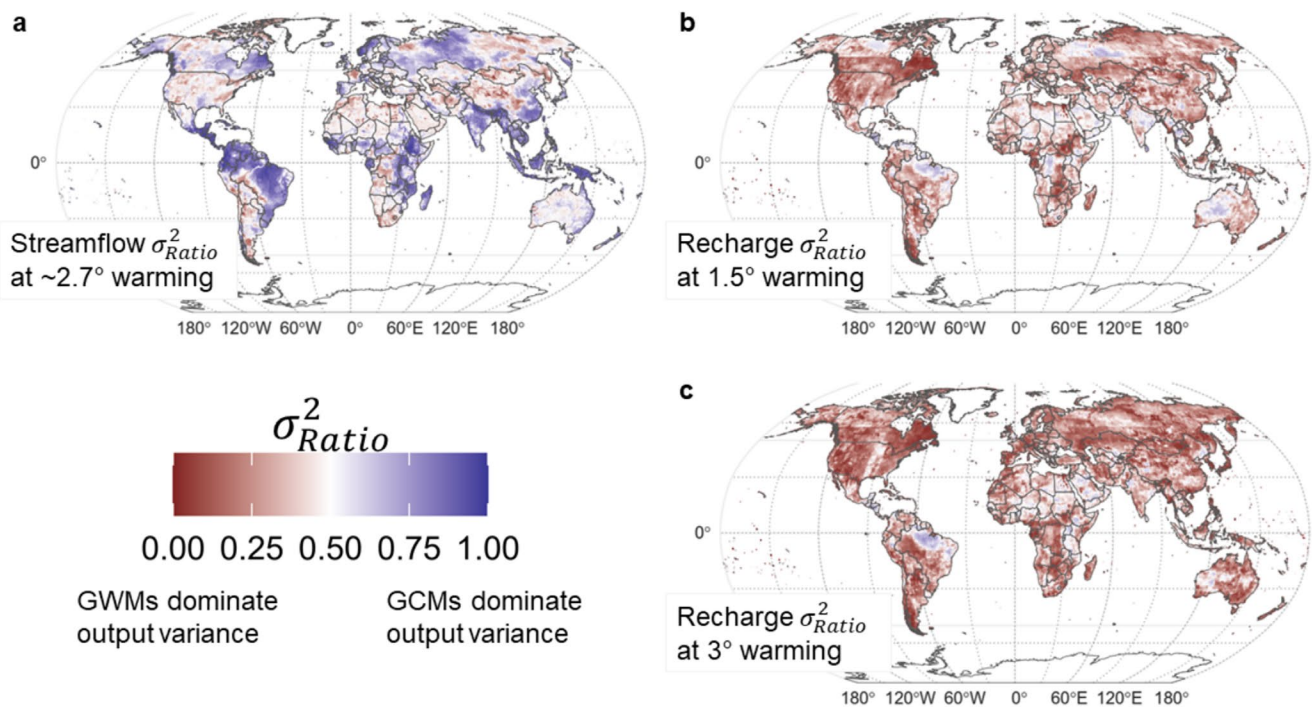 a
0°
Streamflow σ²Ratio
at ~2.7° warming
180° 120°W 60°W 0° 60°E 120°E 180°
b
0°
Recharge σ²Ratio
at 1.5° warming
180° 120°W 60°W 0° 60°E 120°E 180°
σ²Ratio
0.00 0.25 0.50 0.75 1.00
GWMs dominate
output variance
GCMs dominate
output variance
c
0°
Recharge σ²Ratio
at 3° warming
180° 120°W 60°W 0° 60°E 120°E 180°